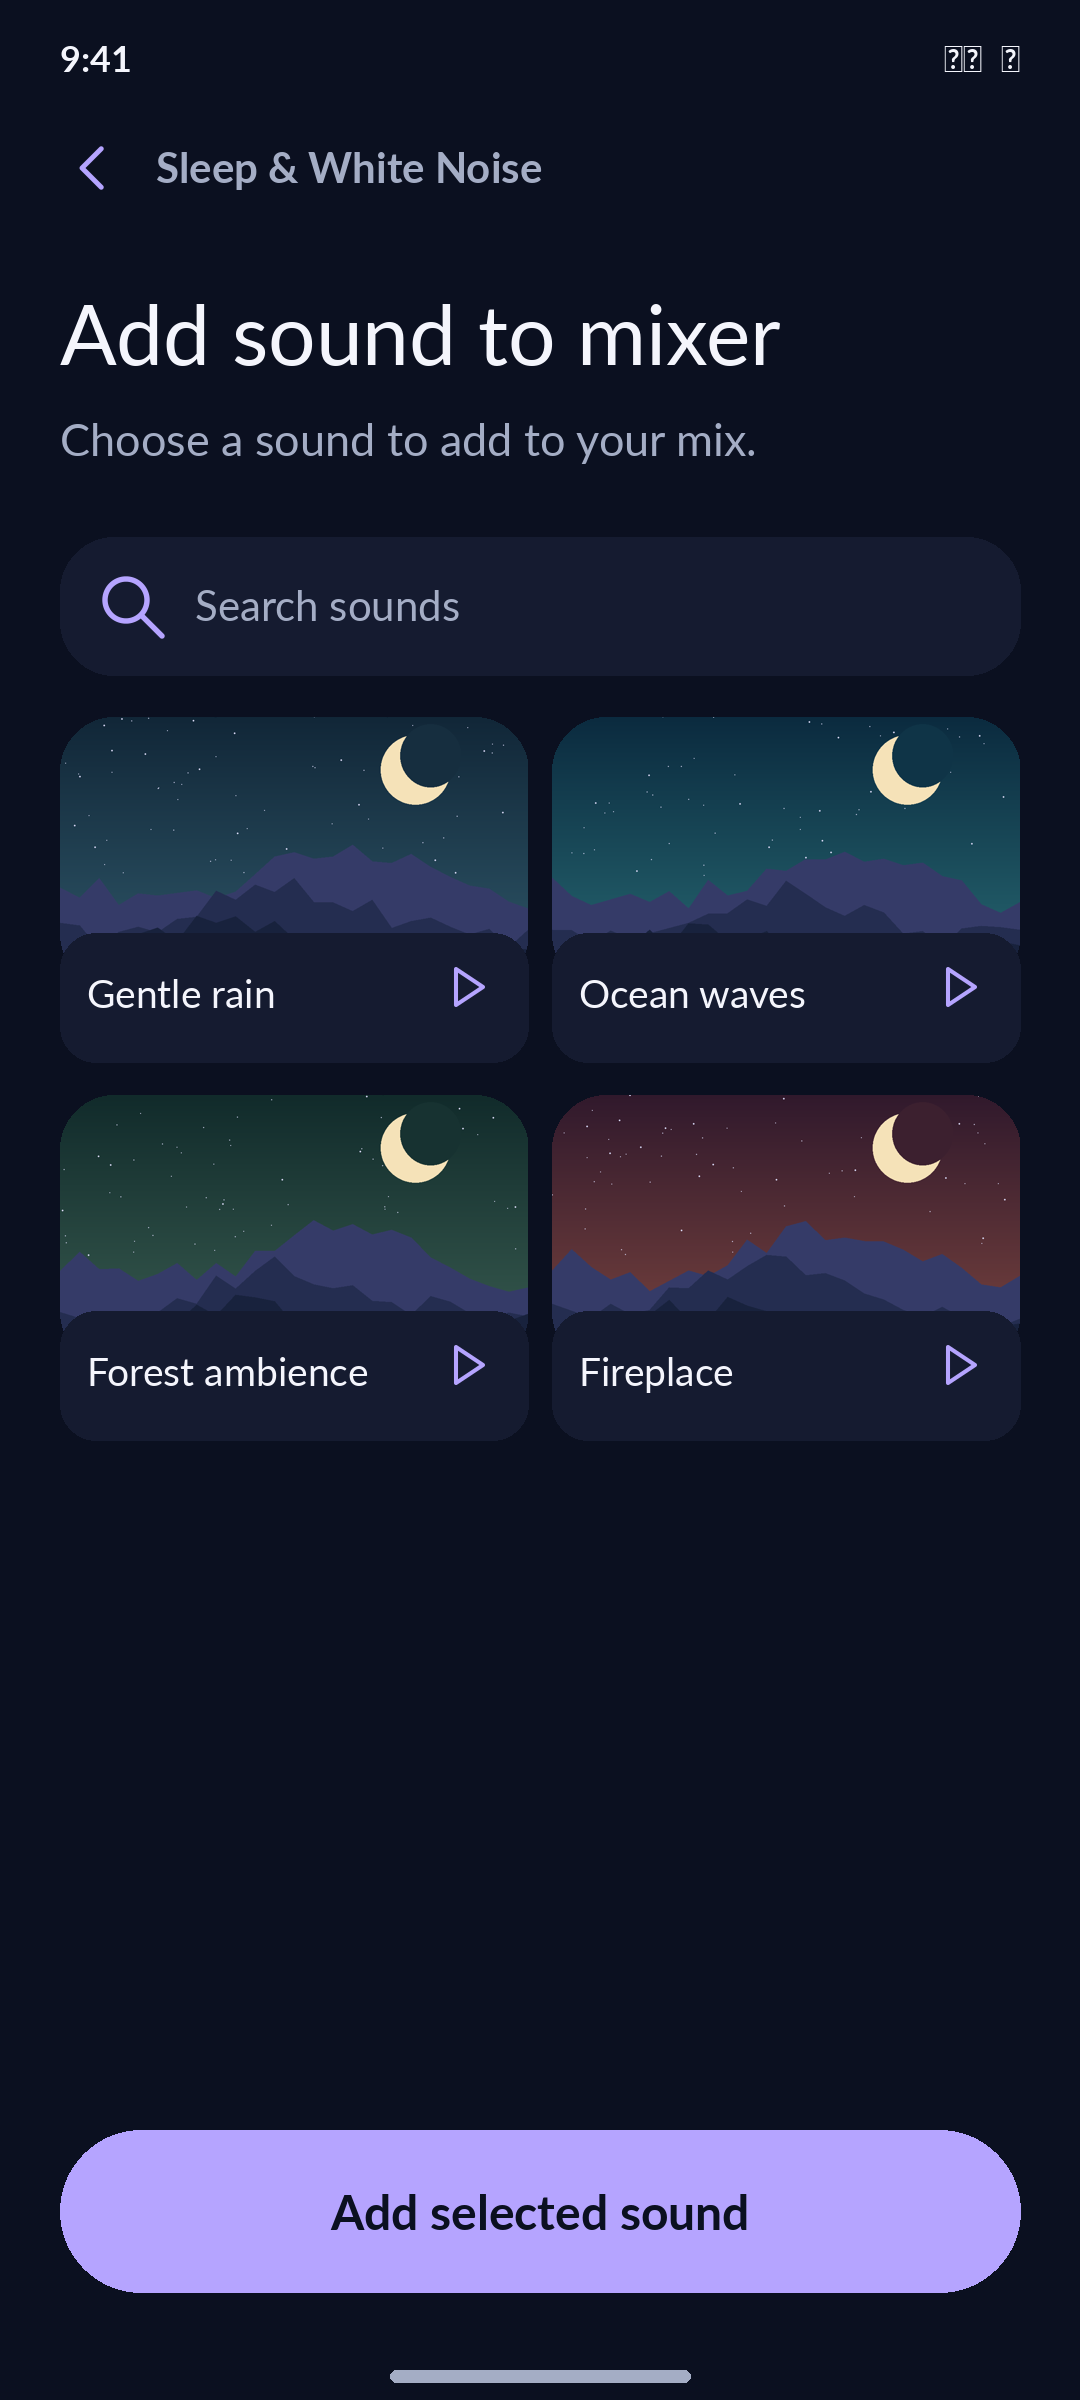 9:41
Sleep & White Noise
Add sound to mixer
Choose a sound to add to your mix.
Search sounds
Gentle rain
Ocean waves
Forest ambience
Fireplace
Add selected sound